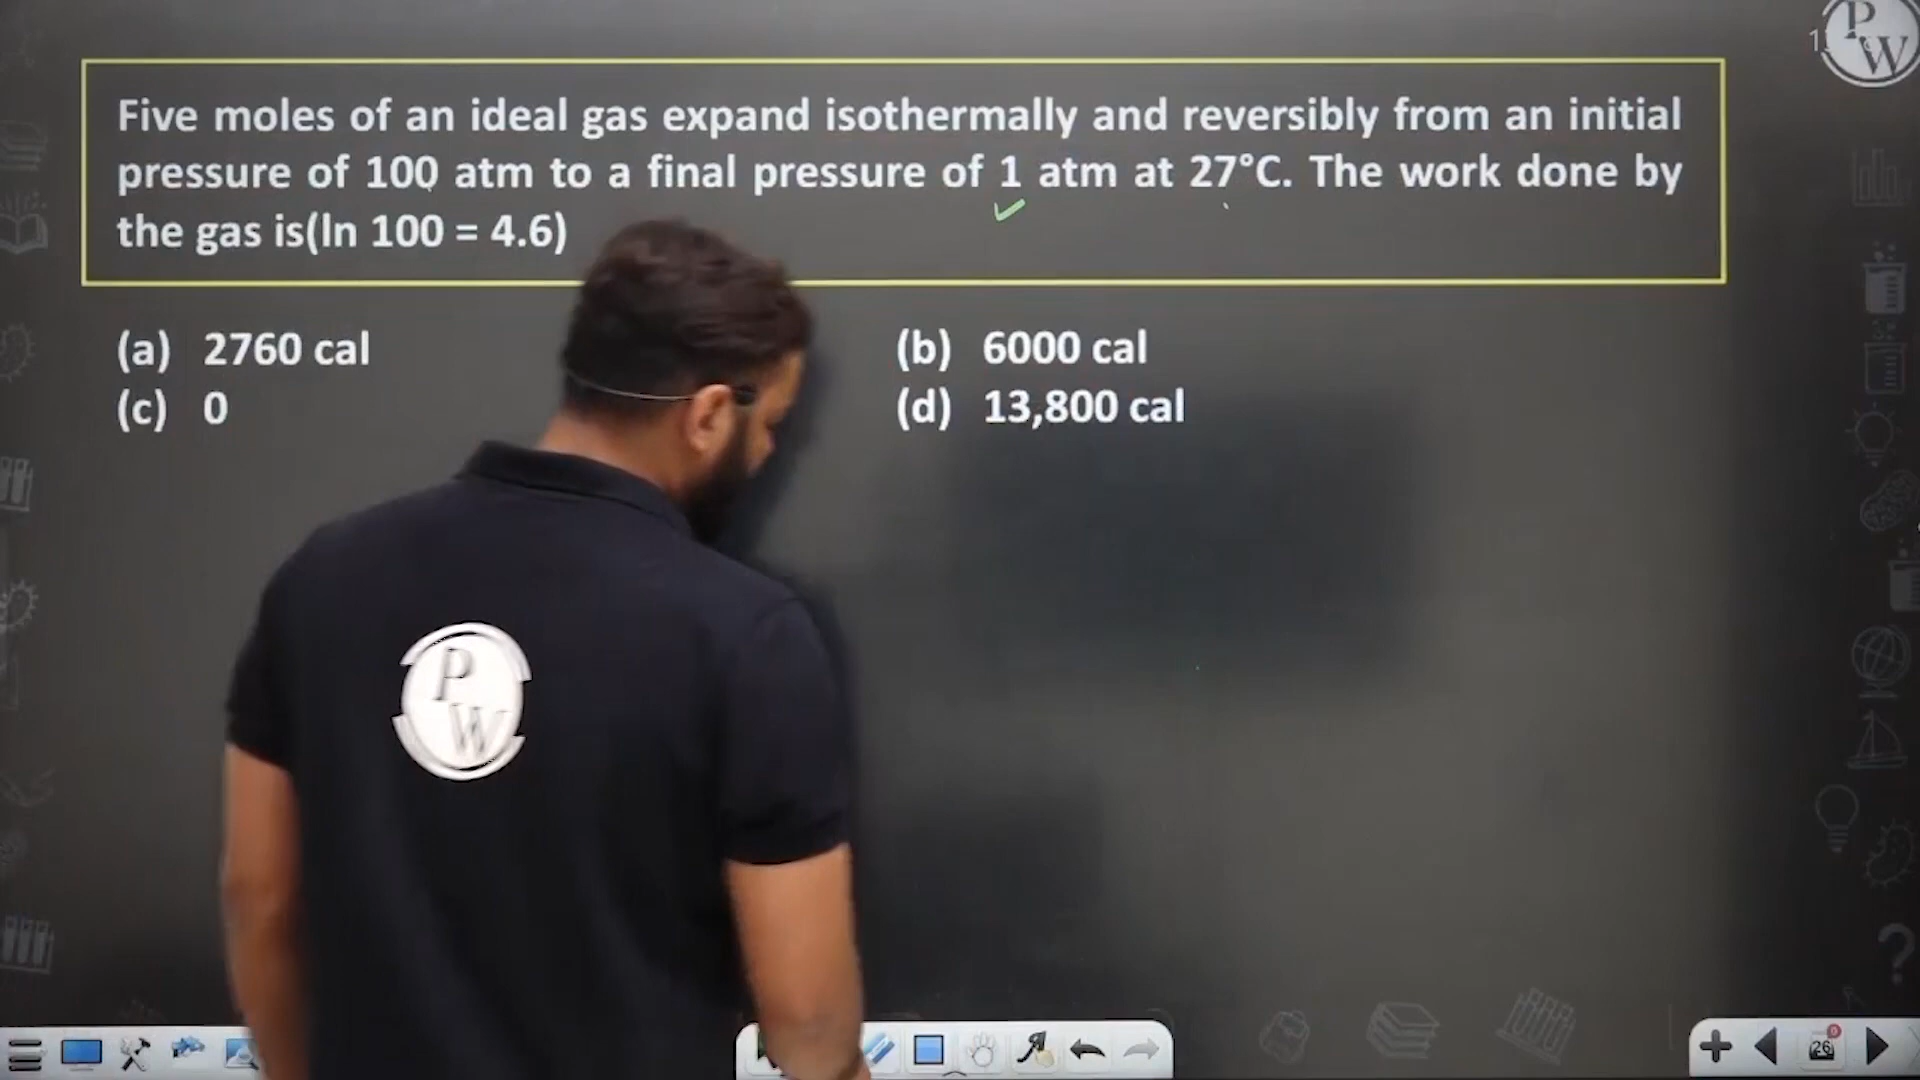 P
W
Five moles of an ideal gas expand isothermally and reversibly from an initial
pressure of 100 atm to a final pressure of 1 atm at 27°C. The work done by
the gas is(ln 100 = 4.6)
(a) 2760 cal
(b) 6000 cal
(c) 0
(d) 13,800 cal
P
W
26